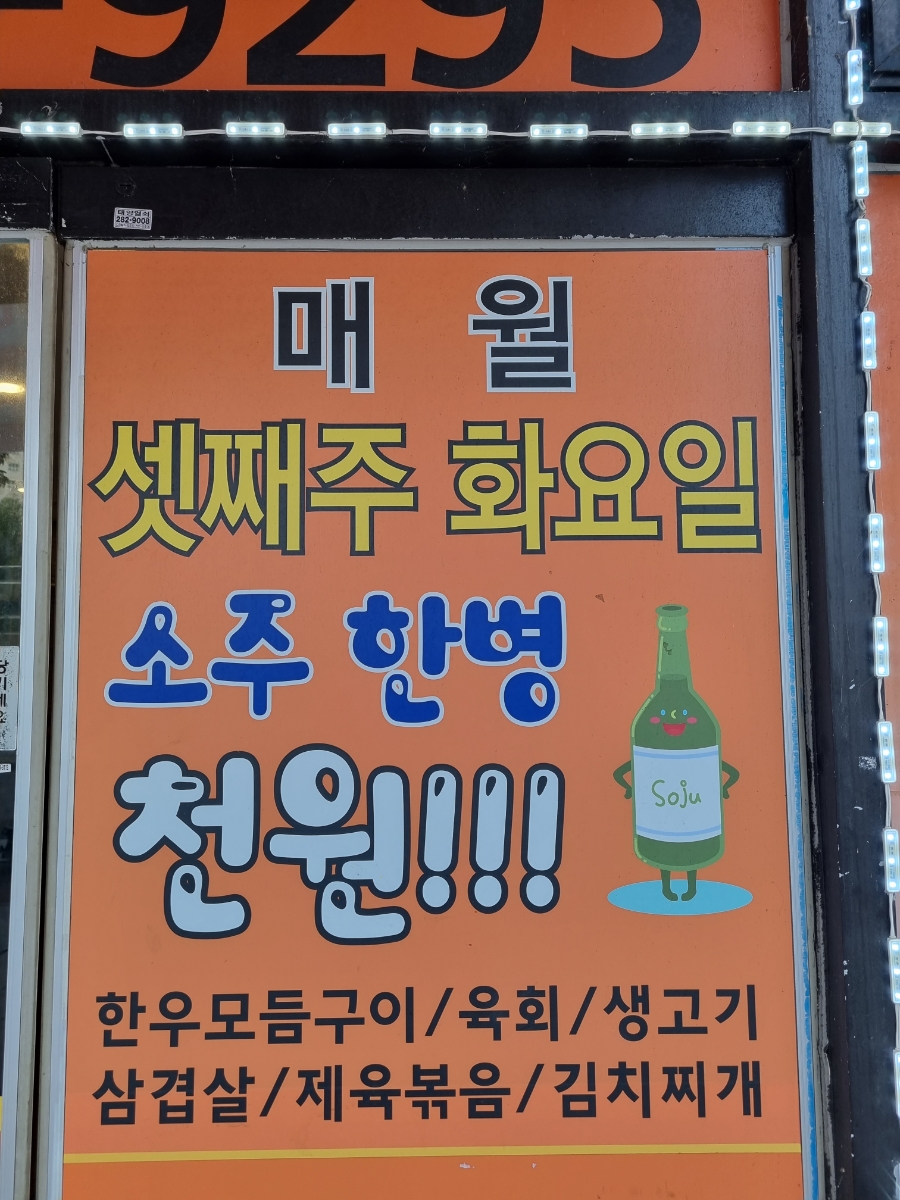 -9293
282-9008
매 월
셋째주 화요일
소주 한병
천원!!!
Soju
한우모듬구이/육회/생고기
삼겹살/제육볶음/김치찌개